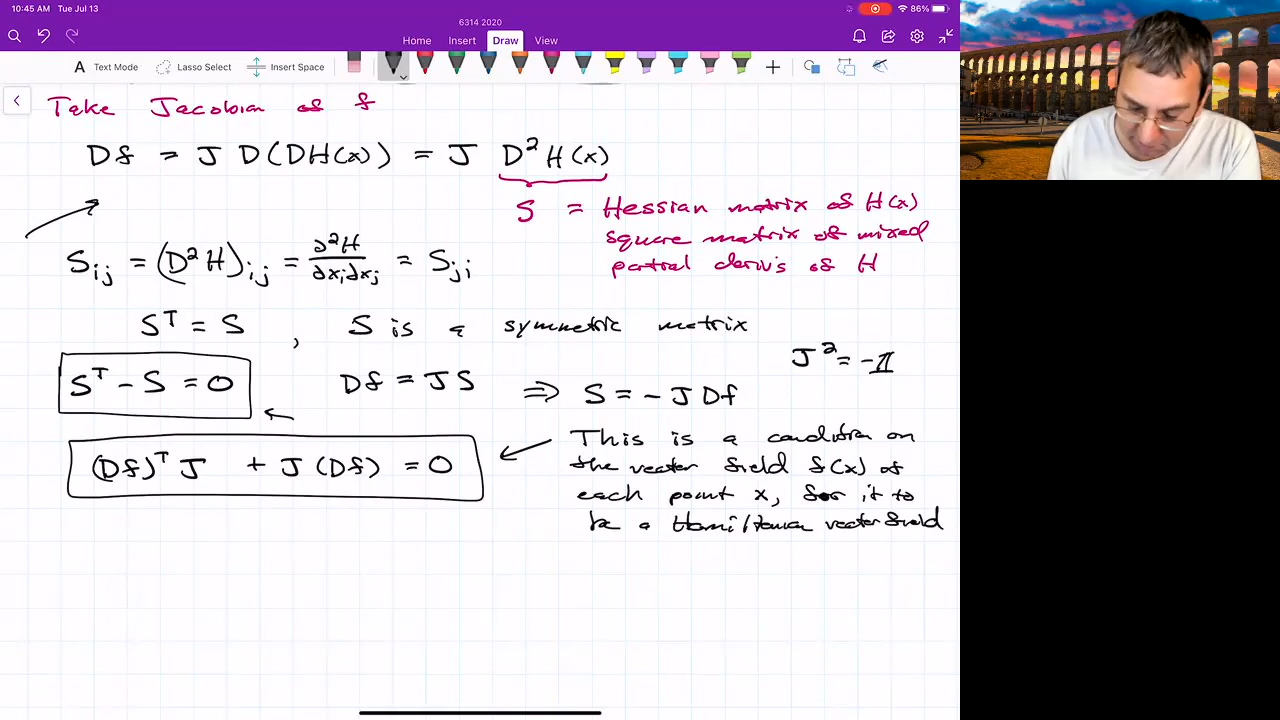 10:45 AM Tue Jul 13
86%
6314 2020
Home Insert Draw View
Text Mode Lasso Select Insert Space
Take Jacobian of f
Df = J D(DH(x)) = J D²H(x)
S = Hessian matrix of H(x)
square matrix of mixed
partial derivs of H
S_ij = (D²H)_ij = ∂²H/∂x_i∂x_j = S_ji
S^T = S , S is a symmetric matrix
J² = -𝟙
S^T - S = 0
Df = JS ⇒ S = -J Df
(Df)^T J + J (Df) = 0
This is a condition on
the vector field f(x) at
each point x, for it to
be a Hamiltonian vector field